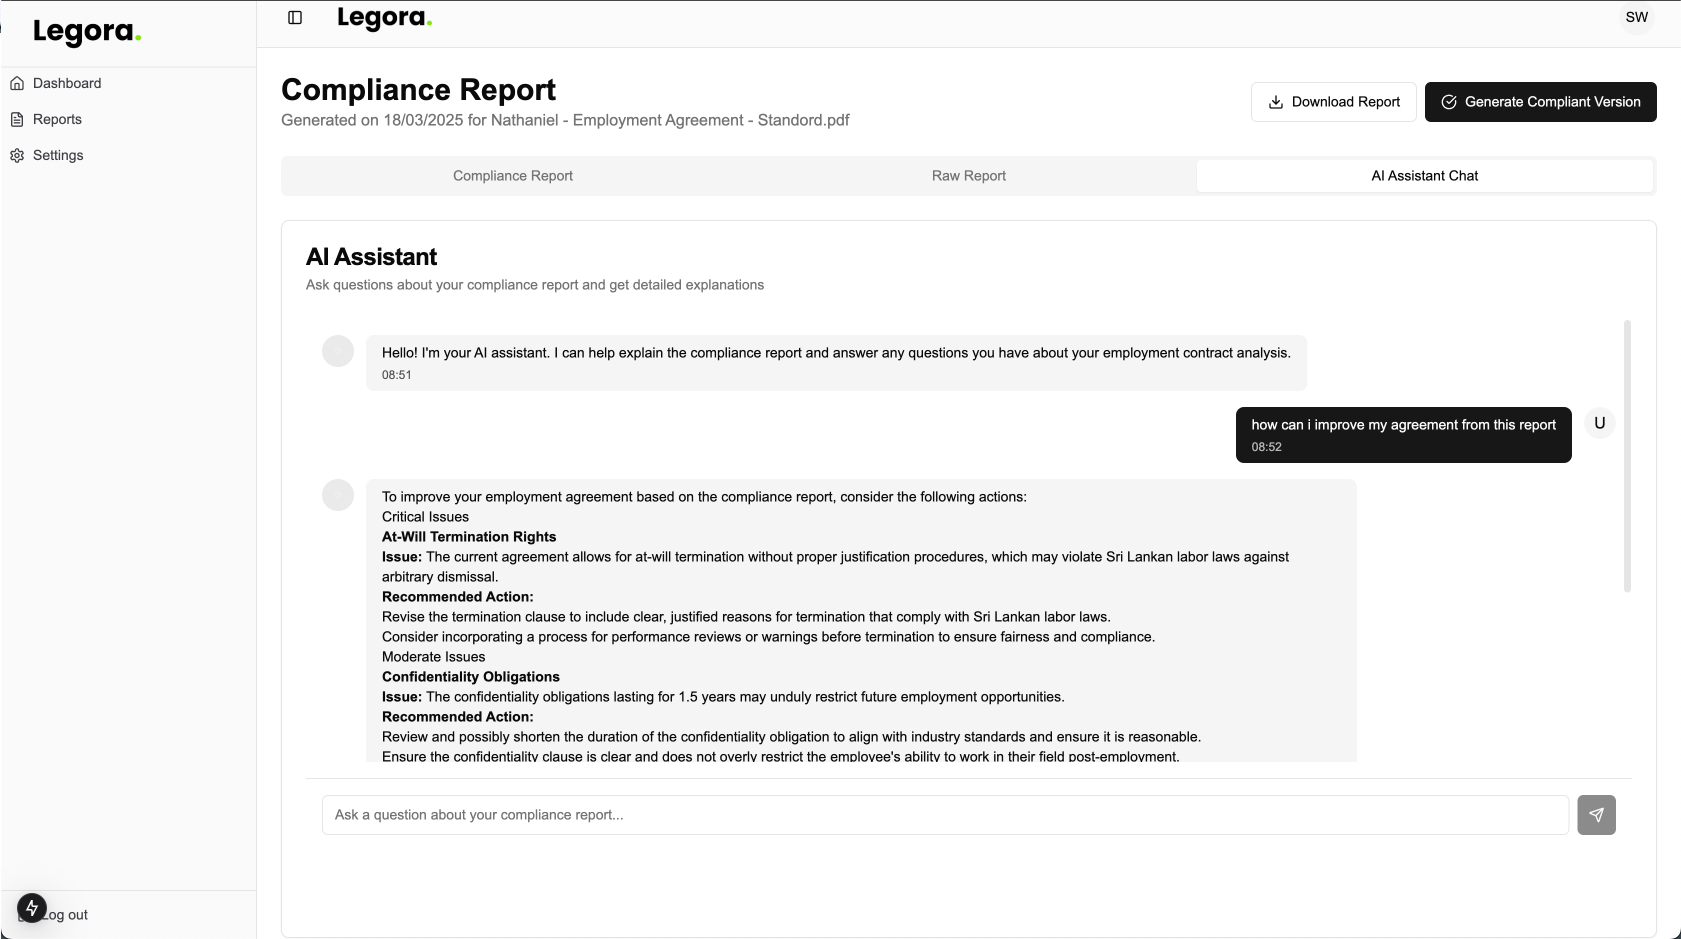 Legora.
Dashboard
Reports
Settings
Log out
Legora.
SW
Compliance Report
Generated on 18/03/2025 for Nathaniel - Employment Agreement - Standord.pdf
Download Report
Generate Compliant Version
Compliance Report
Raw Report
AI Assistant Chat
AI Assistant
Ask questions about your compliance report and get detailed explanations
Hello! I'm your AI assistant. I can help explain the compliance report and answer any questions you have about your employment contract analysis.
08:51
how can i improve my agreement from this report
08:52
U
To improve your employment agreement based on the compliance report, consider the following actions:
Critical Issues
At-Will Termination Rights
Issue: The current agreement allows for at-will termination without proper justification procedures, which may violate Sri Lankan labor laws against
arbitrary dismissal.
Recommended Action:
Revise the termination clause to include clear, justified reasons for termination that comply with Sri Lankan labor laws.
Consider incorporating a process for performance reviews or warnings before termination to ensure fairness and compliance.
Moderate Issues
Confidentiality Obligations
Issue: The confidentiality obligations lasting for 1.5 years may unduly restrict future employment opportunities.
Recommended Action:
Review and possibly shorten the duration of the confidentiality obligation to align with industry standards and ensure it is reasonable.
Ensure the confidentiality clause is clear and does not overly restrict the employee's ability to work in their field post-employment.
Ask a question about your compliance report...